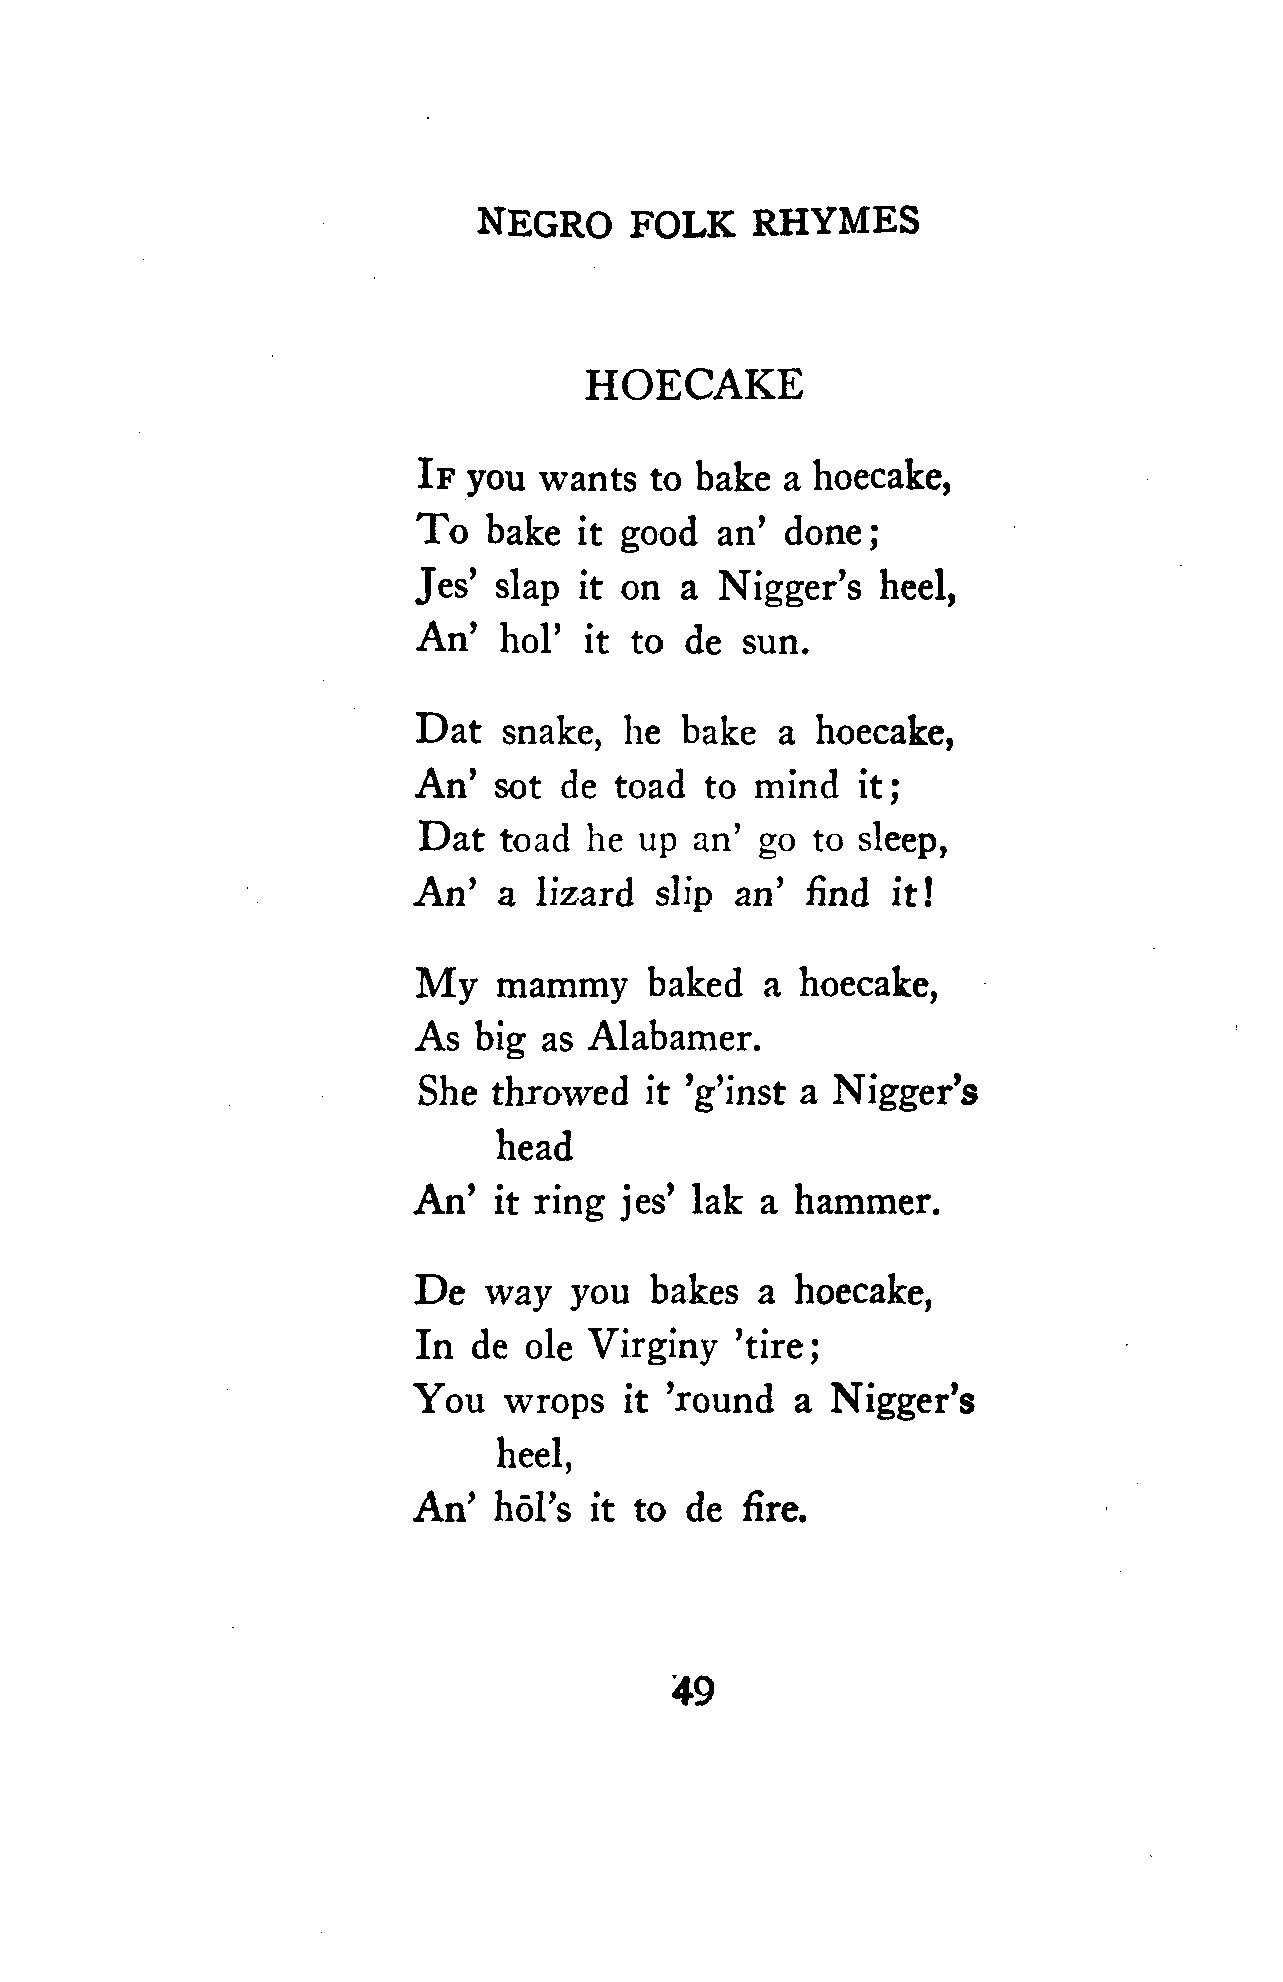 NEGRO FOLK RHYMES
HOECAKE
IF you wants to bake a hoecake,
To bake it good an' done;
Jes' slap it on a Nigger's heel,
An' hol' it to de sun.
Dat snake, he bake a hoecake,
An' sot de toad to mind it;
Dat toad he up an' go to sleep,
An' a lizard slip an' find it!
My mammy baked a hoecake,
As big as Alabamer.
She throwed it 'g'inst a Nigger's
head
An' it ring jes' lak a hammer.
De way you bakes a hoecake,
In de ole Virginy 'tire;
You wrops it 'round a Nigger's
heel,
An' hōl's it to de fire.
49